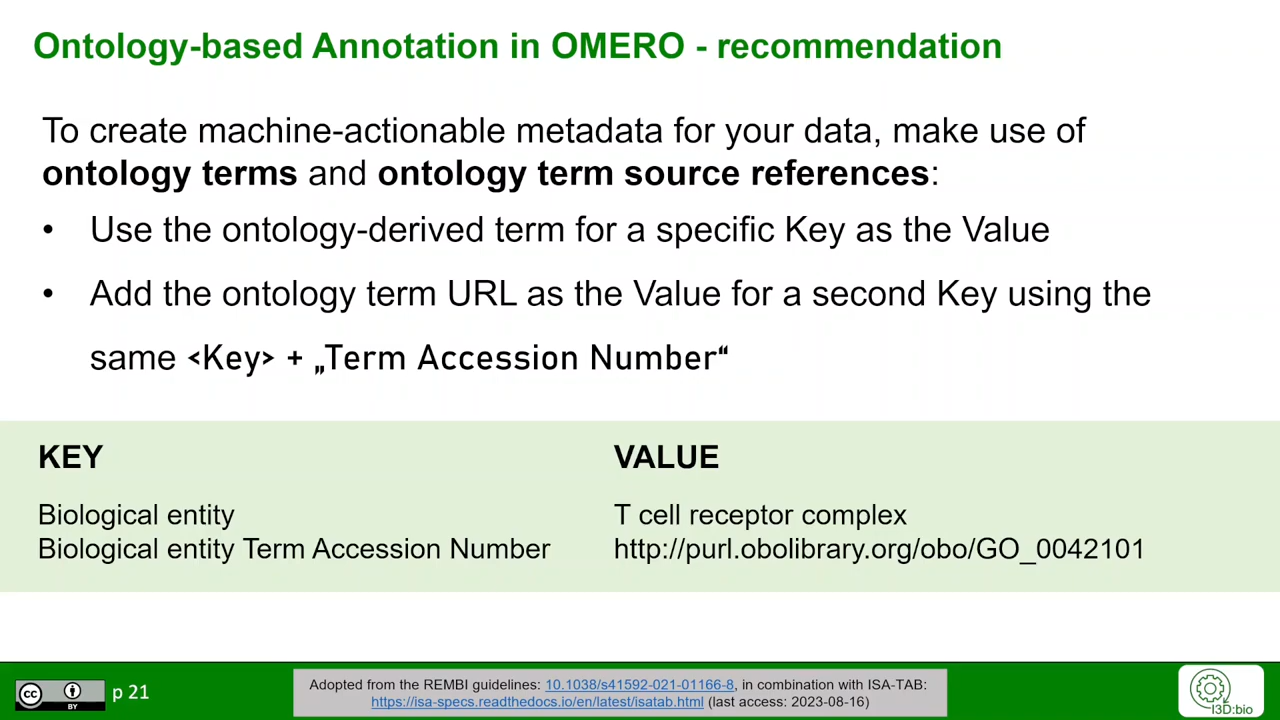 Ontology-based Annotation in OMERO - recommendation
To create machine-actionable metadata for your data, make use of
ontology terms and ontology term source references:
• Use the ontology-derived term for a specific Key as the Value
• Add the ontology term URL as the Value for a second Key using the
same <Key> + „Term Accession Number“
KEY VALUE
Biological entity T cell receptor complex
Biological entity Term Accession Number http://purl.obolibrary.org/obo/GO_0042101
cc BY
p 21
Adopted from the REMBI guidelines: 10.1038/s41592-021-01166-8, in combination with ISA-TAB:
https://isa-specs.readthedocs.io/en/latest/isatab.html (last access: 2023-08-16)
I3D:bio